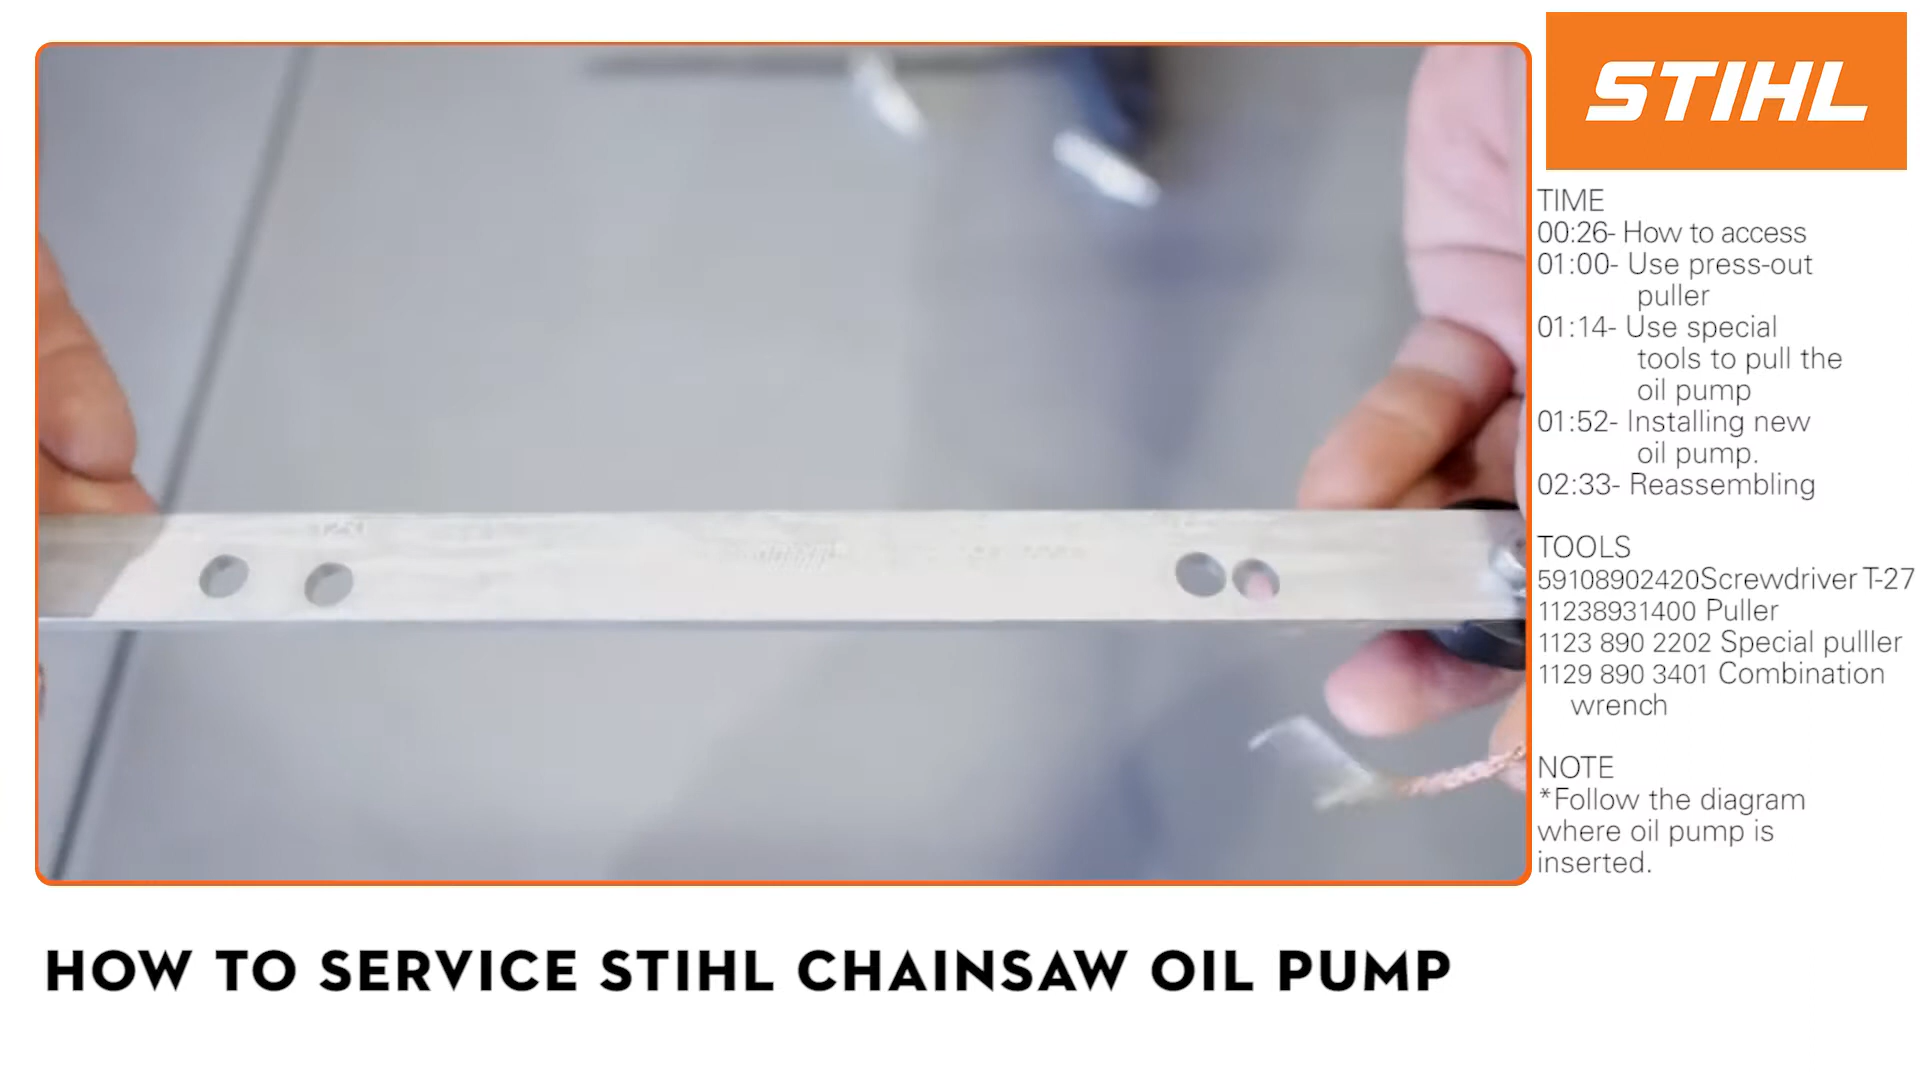 STIHL
TIME
00:26- How to access
01:00- Use press-out
puller
01:14- Use special
tools to pull the
oil pump
01:52- Installing new
oil pump.
02:33- Reassembling
TOOLS
59108902420Screwdriver T-27
11238931400 Puller
1123 890 2202 Special pulller
1129 890 3401 Combination
wrench
NOTE
*Follow the diagram
where oil pump is
inserted.
HOW TO SERVICE STIHL CHAINSAW OIL PUMP